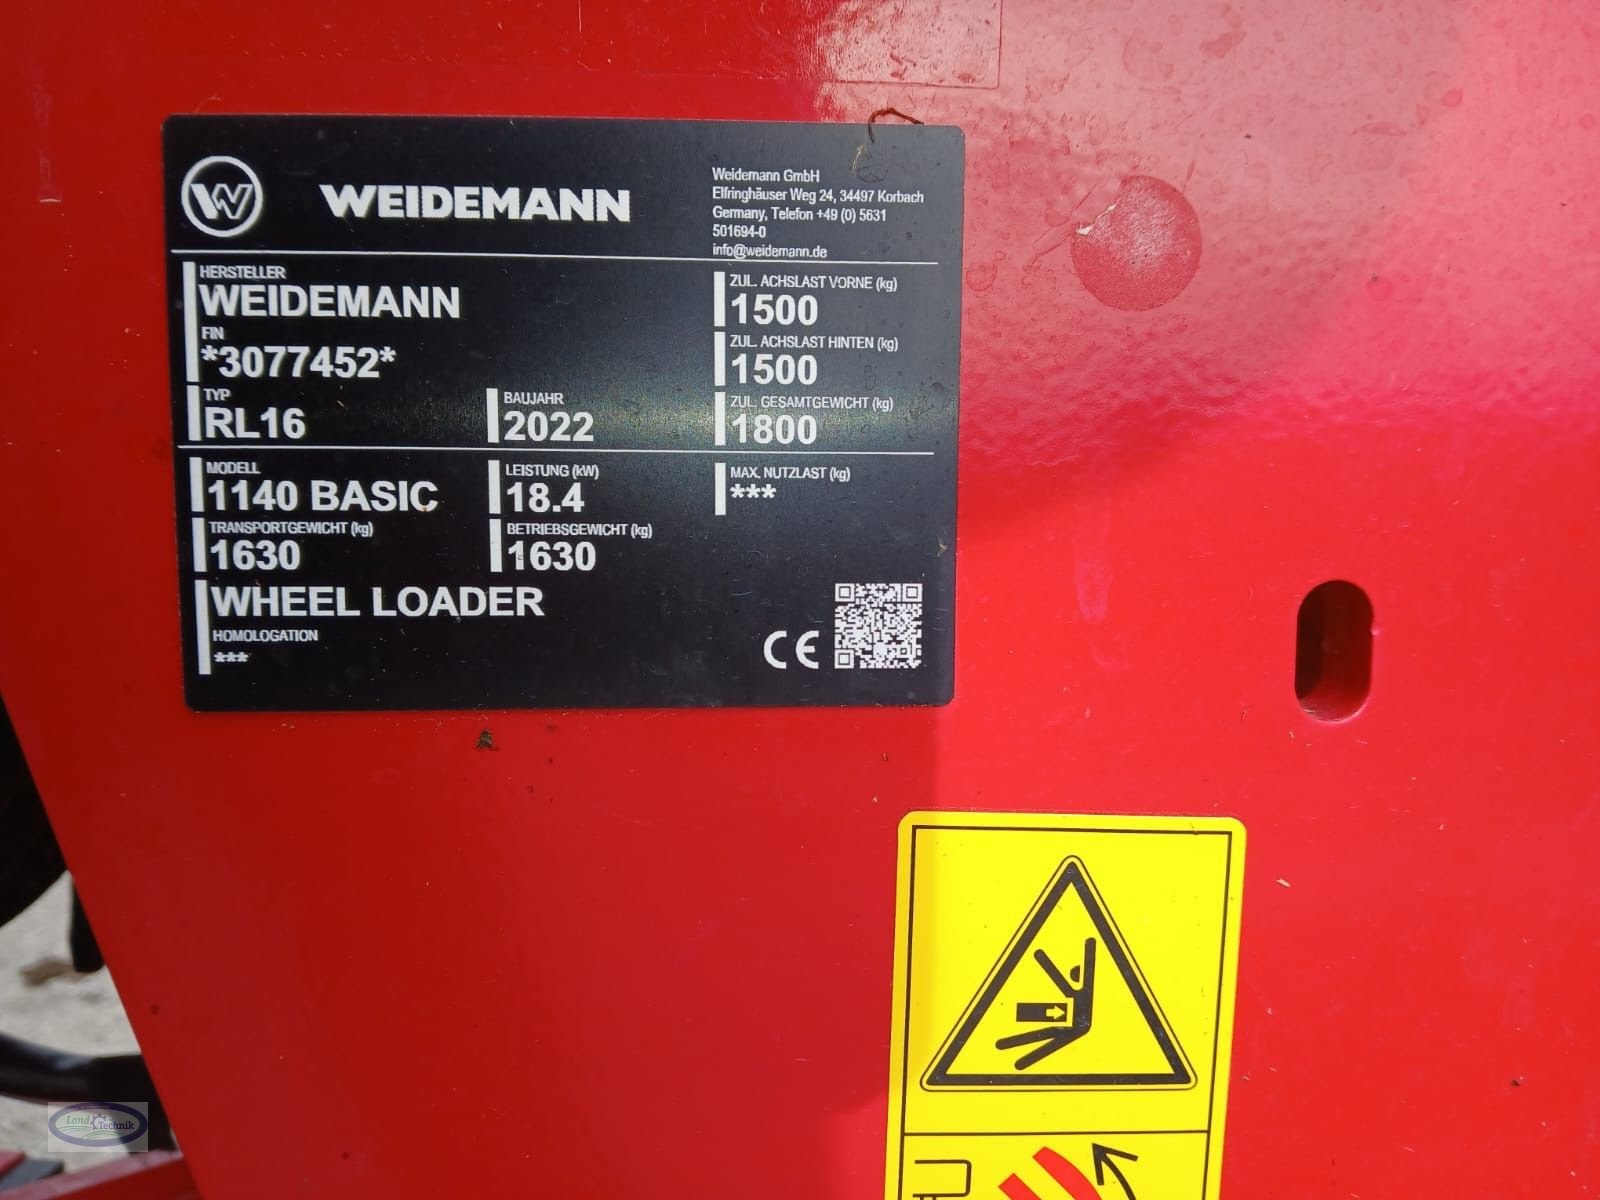 WEIDEMANN
Weidemann GmbH
Elfringhäuser Weg 24, 34497 Korbach
Germany, Telefon +49 (0) 5631
501694-0
info@weidemann.de
HERSTELLER
WEIDEMANN
FIN
*3077452*
TYP
RL16
BAUJAHR
2022
ZUL. ACHSLAST VORNE (kg)
1500
ZUL. ACHSLAST HINTEN (kg)
1500
ZUL. GESAMTGEWICHT (kg)
1800
MODELL
1140 BASIC
LEISTUNG (kW)
18.4
MAX. NUTZLAST (kg)
***
TRANSPORTGEWICHT (kg)
1630
BETRIEBSGEWICHT (kg)
1630
WHEEL LOADER
HOMOLOGATION
***
CE
Land
Technik